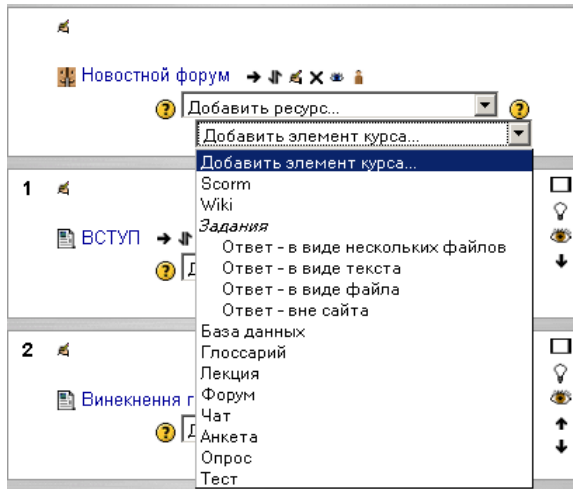 Новостной форум
Добавить ресурс...
Добавить элемент курса...
Добавить элемент курса...
Scorm
1
Wiki
Задания
ВСТУП
Ответ - в виде нескольких файлов
Ответ - в виде текста
Ответ - в виде файла
Ответ - вне сайта
База данных
2
Глоссарий
Лекция
Винекнення
Форум
Чат
Анкета
Опрос
Тест